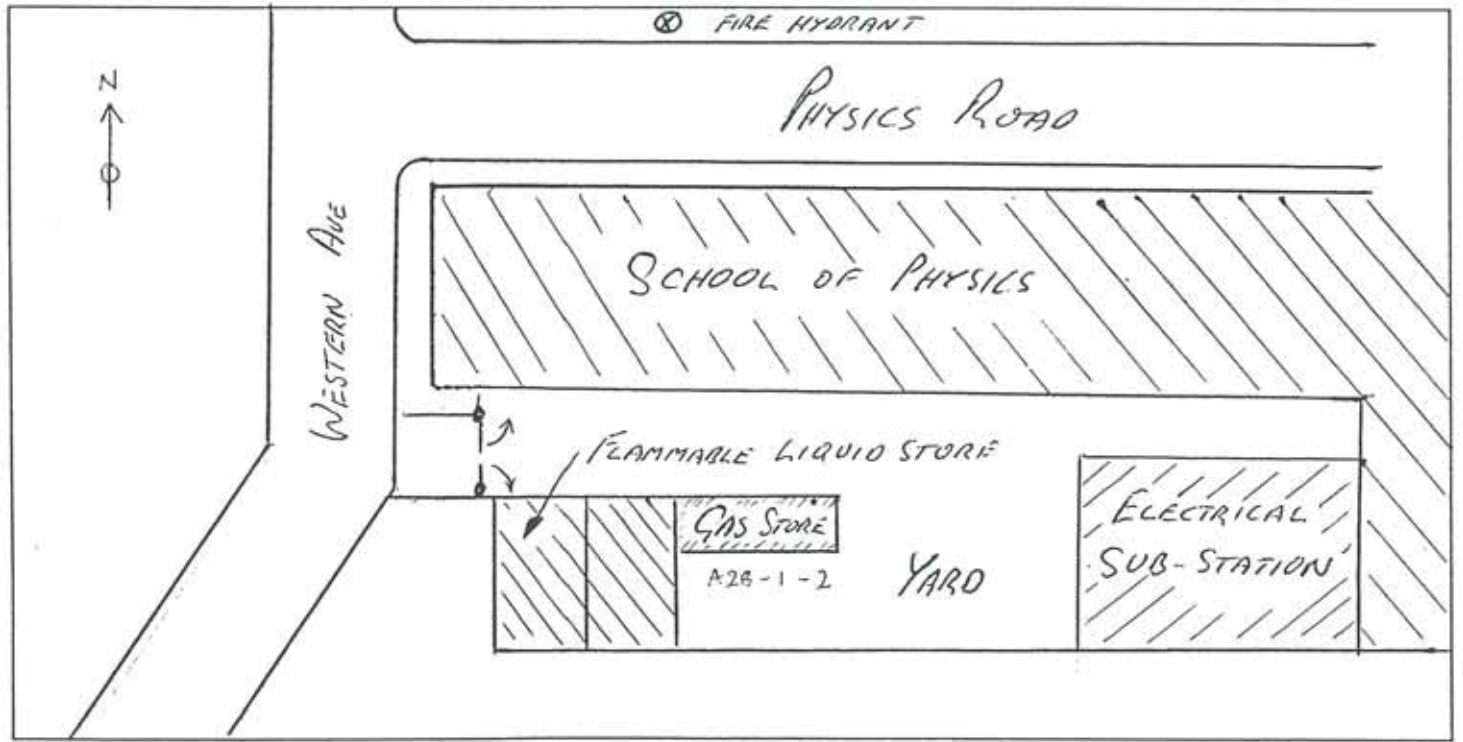 FIRE HYDRANT
N
PHYSICS ROAD
WESTERN AVE
SCHOOL OF PHYSICS
FLAMMABLE LIQUID STORE
GAS STORE
A28-1-2
YARD
ELECTRICAL
SUB-STATION